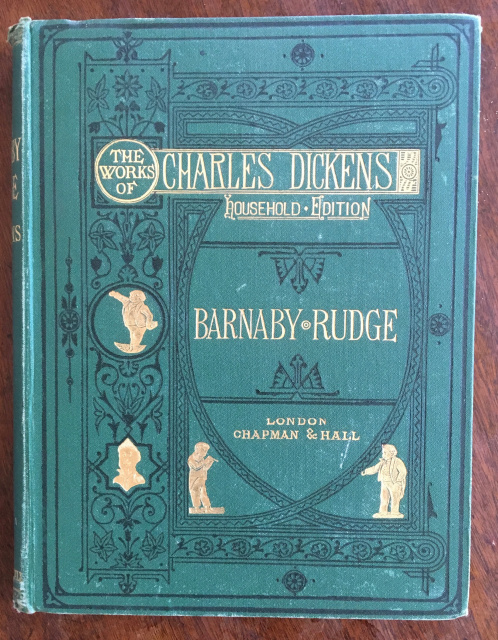 THE WORKS OF CHARLES DICKENS
HOUSEHOLD • EDITION
BARNABY RUDGE
LONDON
CHAPMAN & HALL